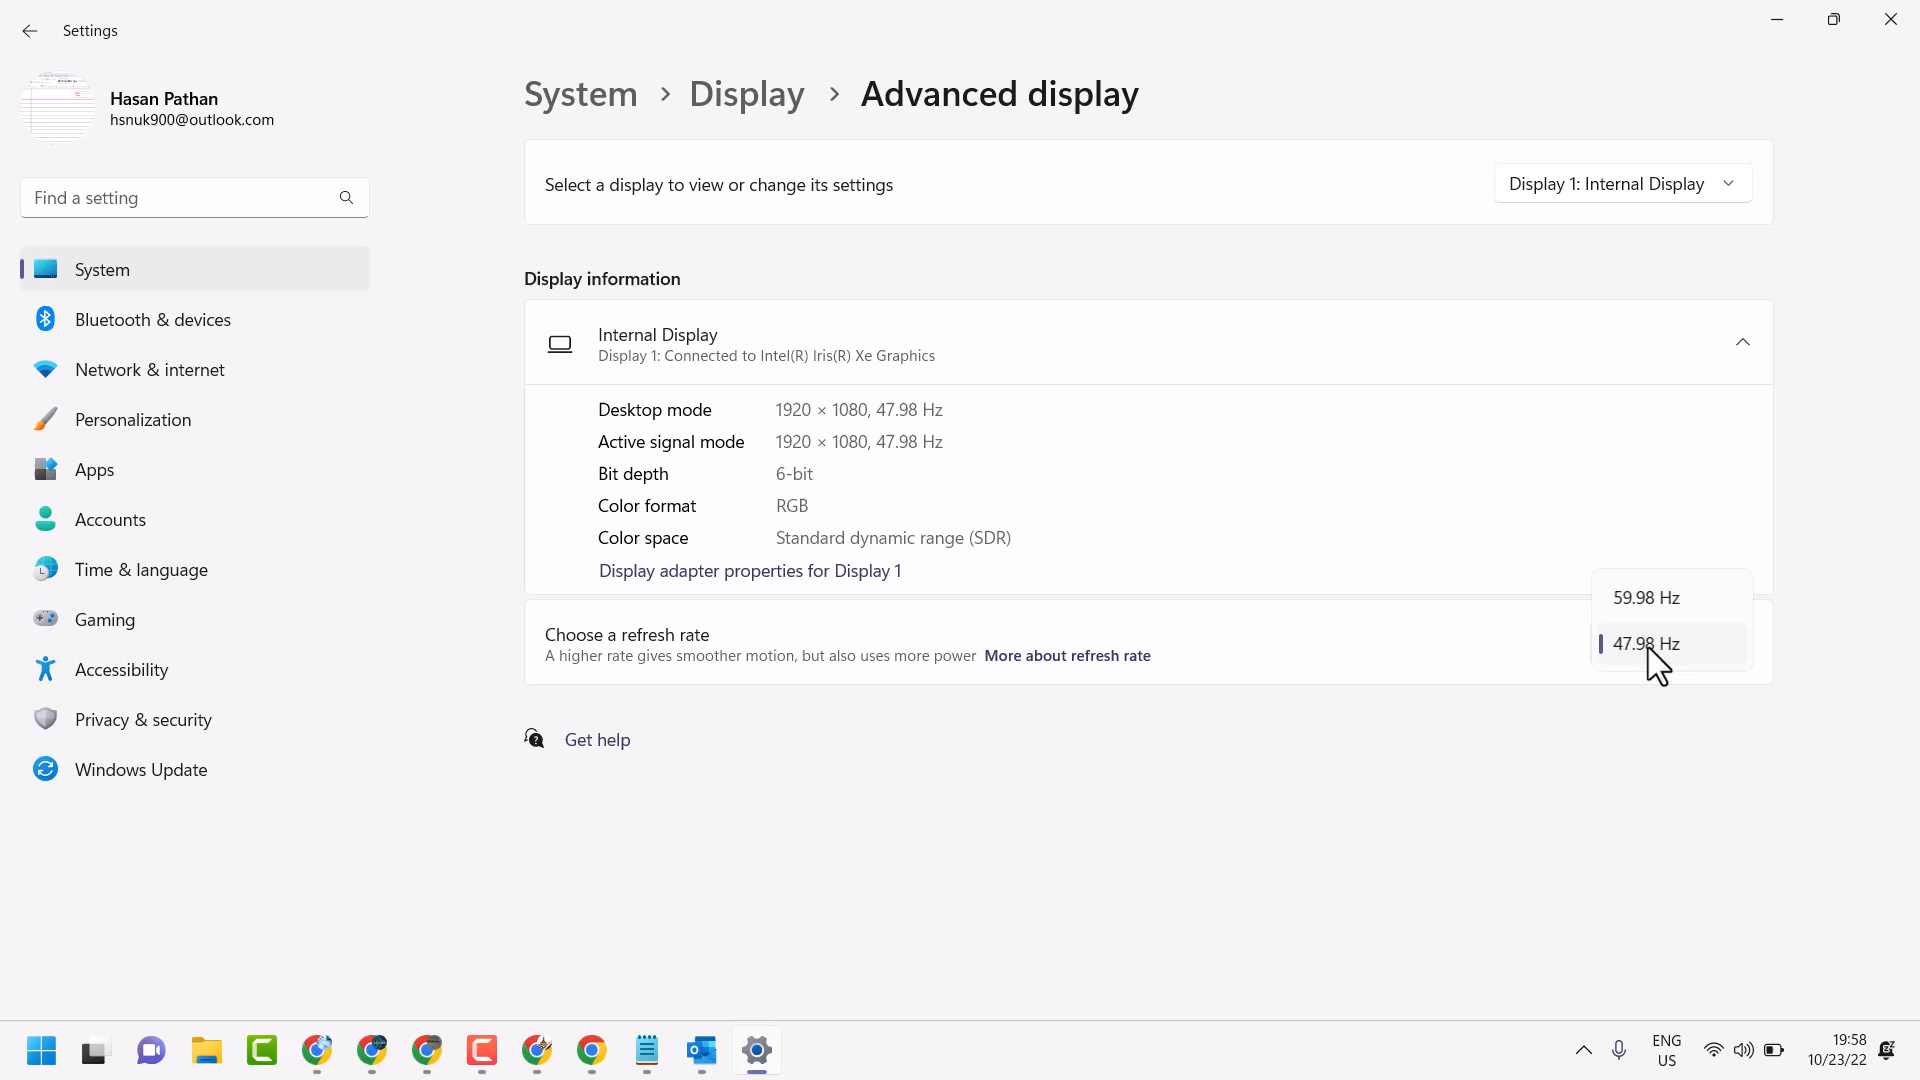 Settings
Hasan Pathan
hsnuk900@outlook.com
Find a setting
System
Bluetooth & devices
Network & internet
Personalization
Apps
Accounts
Time & language
Gaming
Accessibility
Privacy & security
Windows Update
System > Display > Advanced display
Select a display to view or change its settings
Display 1: Internal Display
Display information
Internal Display
Display 1: Connected to Intel(R) Iris(R) Xe Graphics
Desktop mode 1920 × 1080, 47.98 Hz
Active signal mode 1920 × 1080, 47.98 Hz
Bit depth 6-bit
Color format RGB
Color space Standard dynamic range (SDR)
Display adapter properties for Display 1
59.98 Hz
47.98 Hz
Choose a refresh rate
A higher rate gives smoother motion, but also uses more power More about refresh rate
Get help
ENG
US
19:58
10/23/22